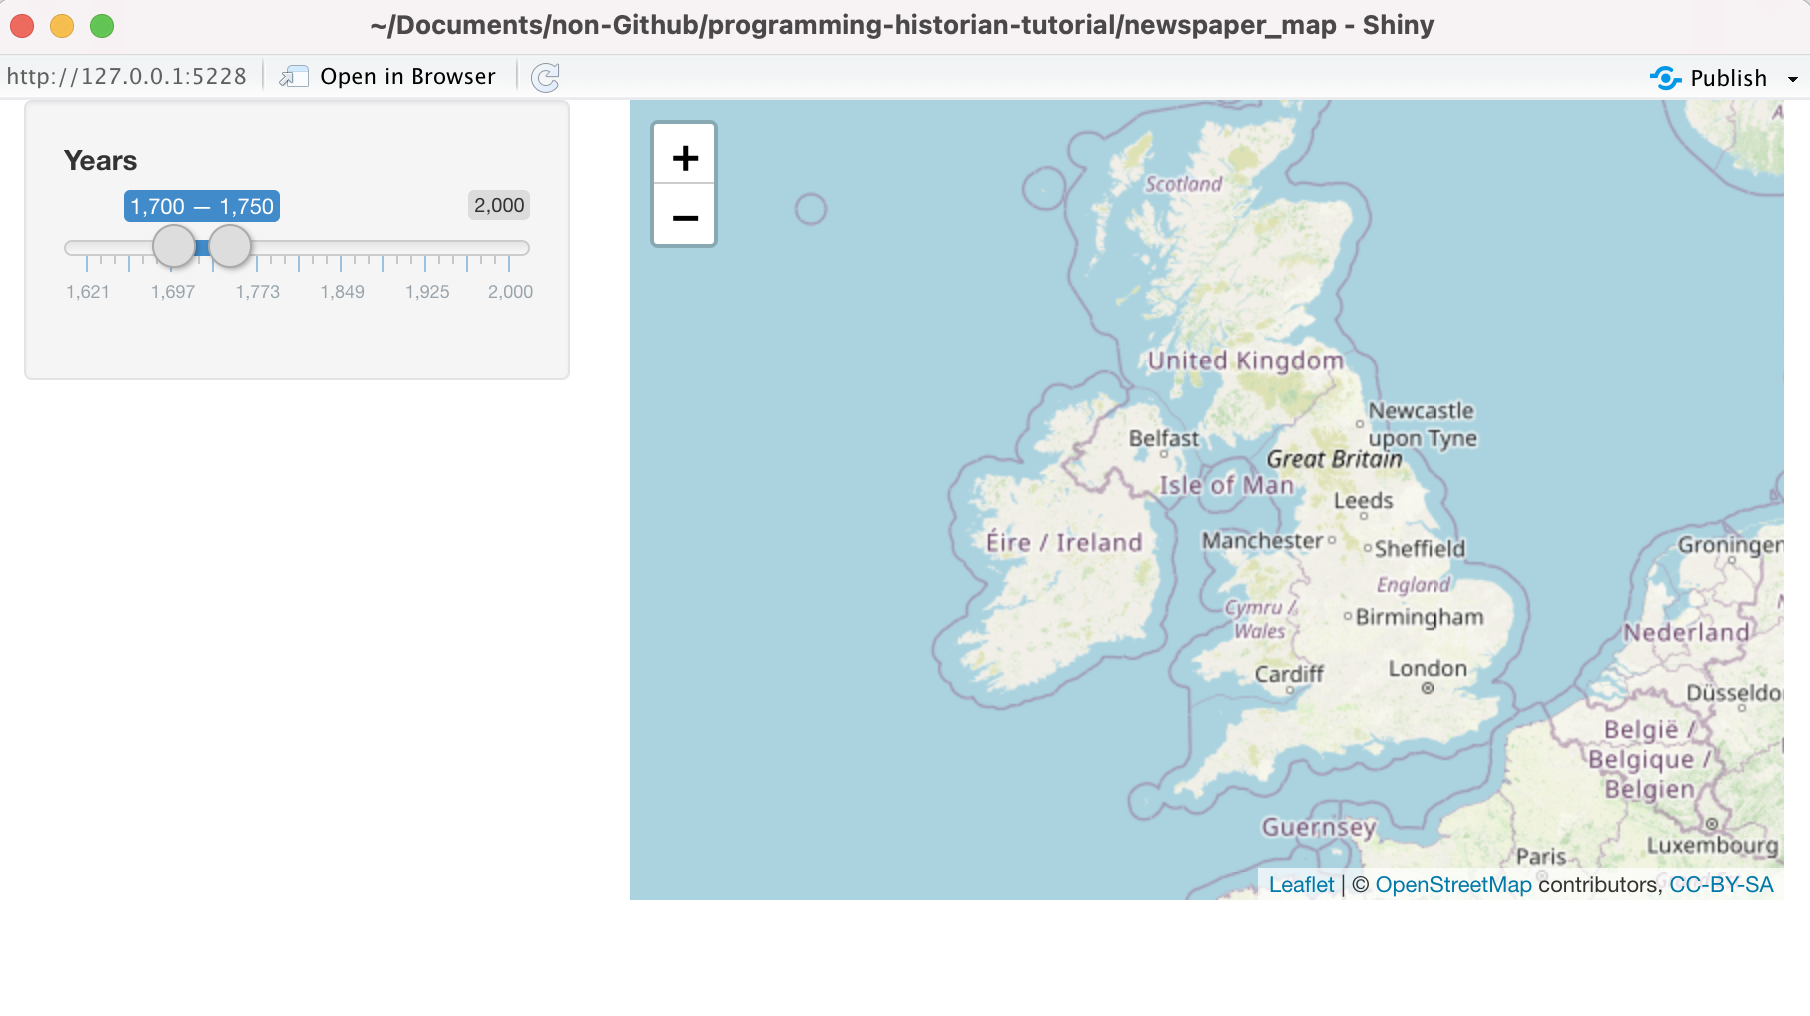 ~/Documents/non-Github/programming-historian-tutorial/newspaper_map - Shiny
http://127.0.0.1:5228
Open in Browser
Publish
Years
1,700 — 1,750
2,000
1,621 1,697 1,773 1,849 1,925 2,000
+
−
Scotland
United Kingdom
Newcastle
upon Tyne
Belfast
Great Britain
Isle of Man
Leeds
Éire / Ireland
Manchester
Sheffield
Groningen
England
Cymru /
Wales
Birmingham
Nederland
Cardiff
London
Düsseldo
België /
Belgique /
Belgien
Guernsey
Luxembourg
Paris
Leaflet | © OpenStreetMap contributors, CC-BY-SA